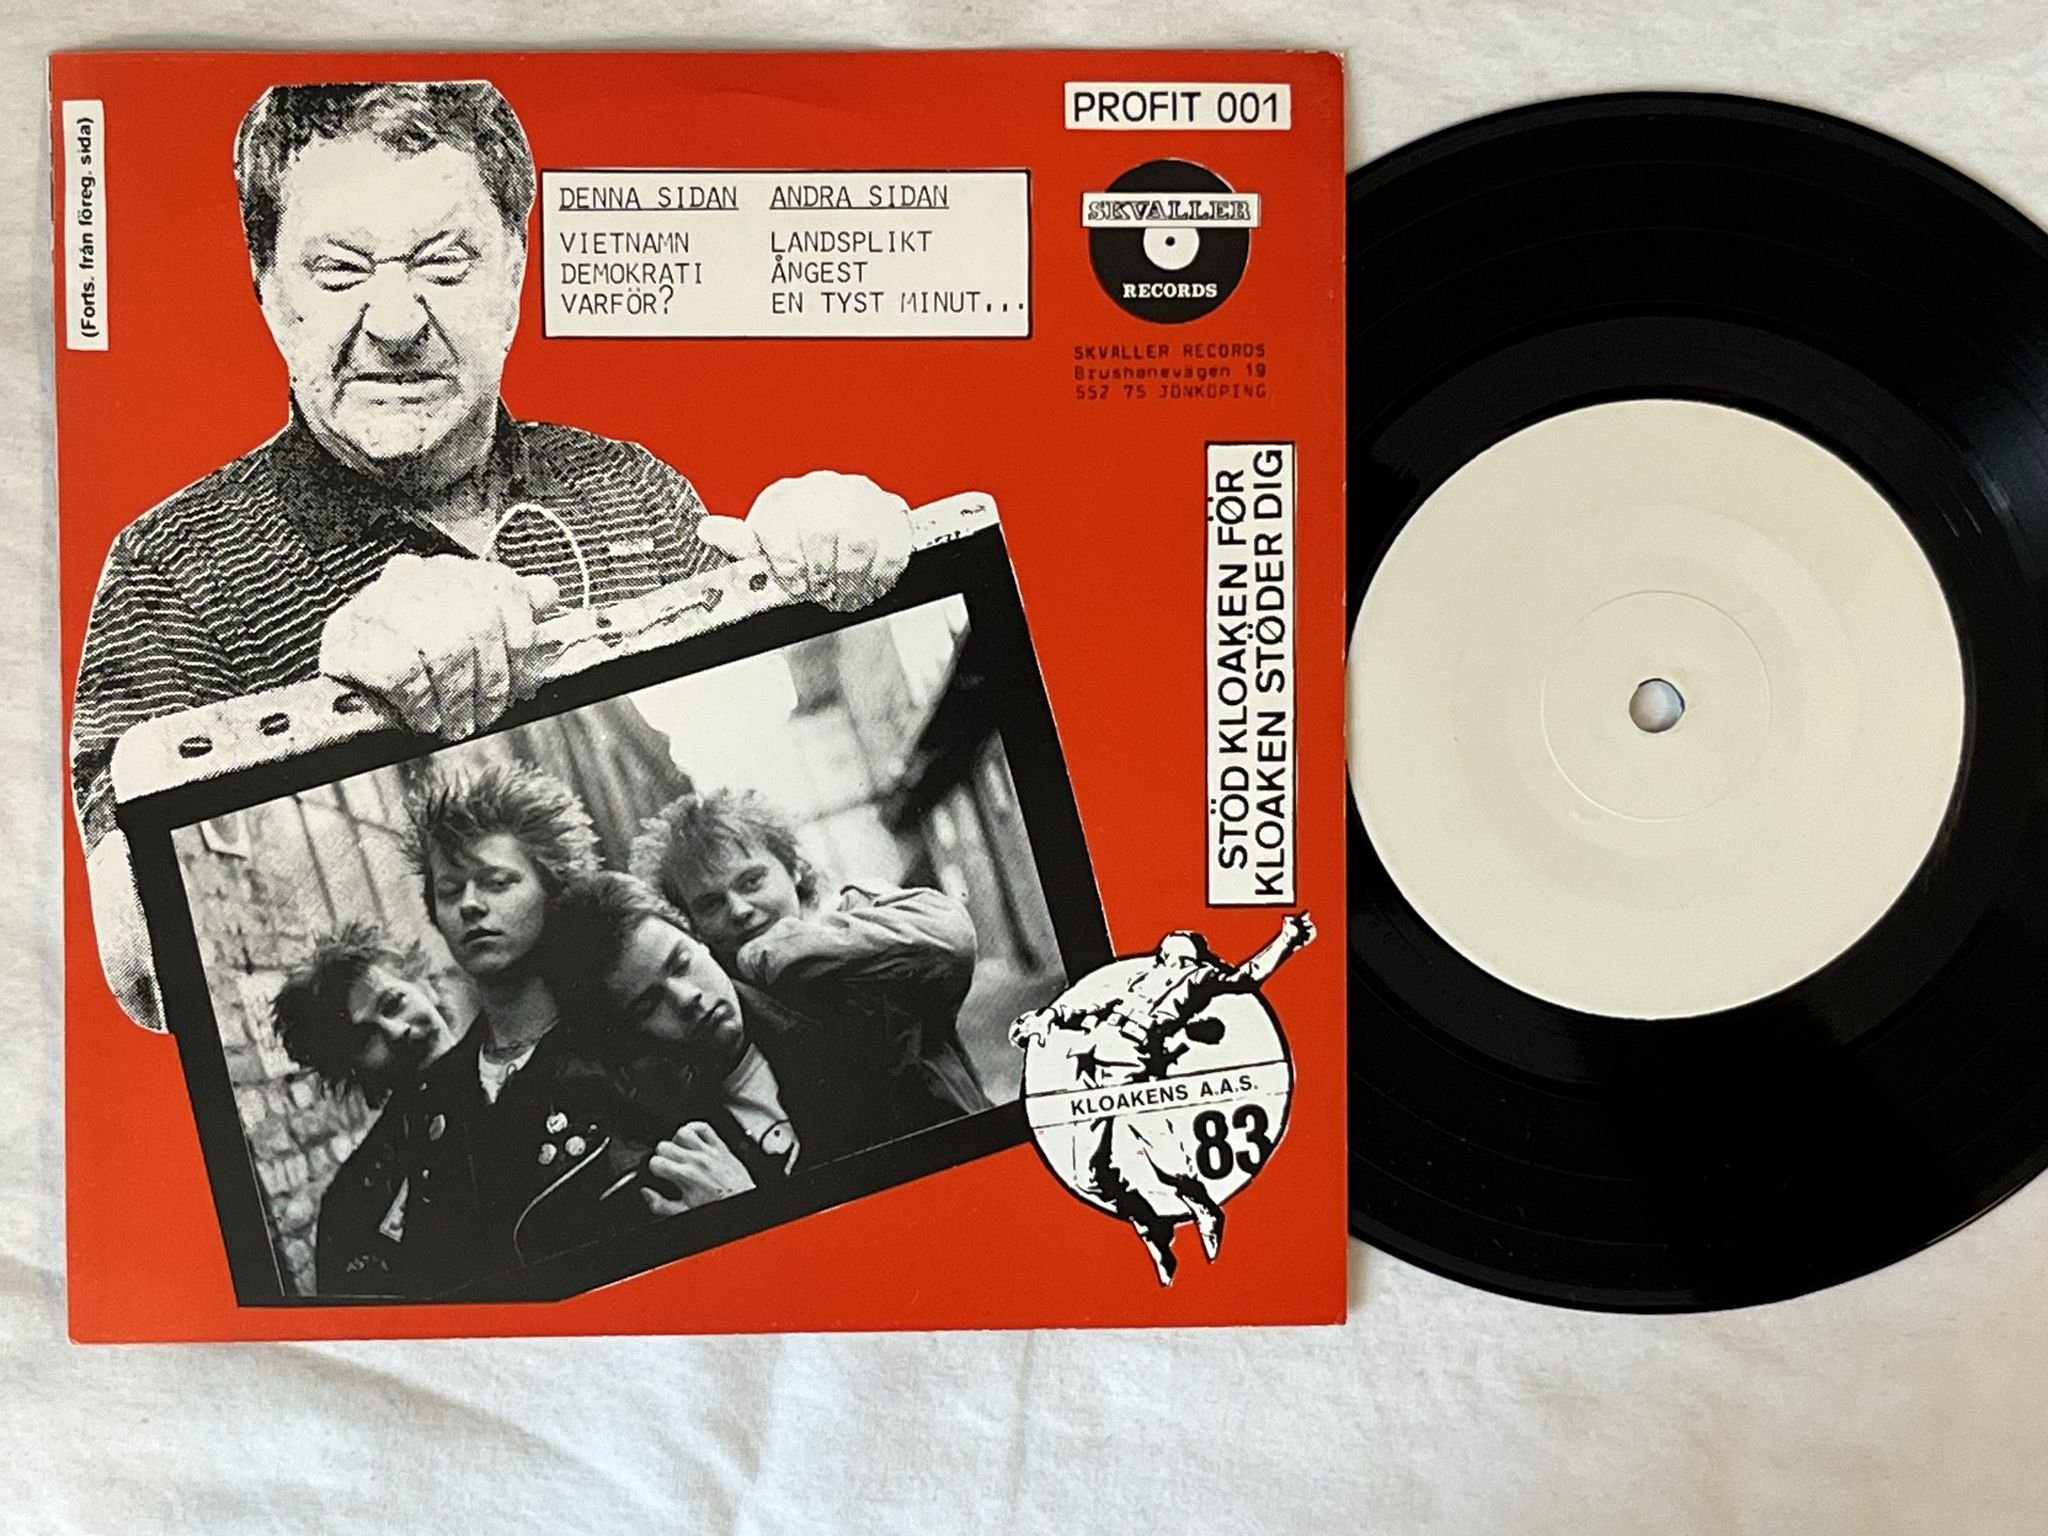 (Forts. från föreg. sida)
PROFIT 001
DENNA SIDAN ANDRA SIDAN
VIETNAMN LANDSPLIKT
DEMOKRATI ÅNGEST
VARFÖR? EN TYST MINUT...
SKVALLER
RECORDS
SKVALLER RECORDS
Brushanevägen 19
552 75 JÖNKÖPING
STÖD KLOAKEN FØR
KLOAKEN STØDER DIG
KLOAKENS A.A.S.
83